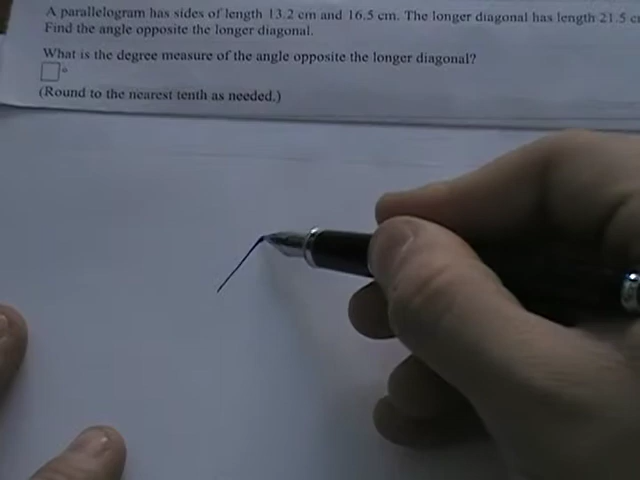 A parallelogram has sides of length 13.2 cm and 16.5 cm. The longer diagonal has length 21.5 c
Find the angle opposite the longer diagonal.
What is the degree measure of the angle opposite the longer diagonal?
°
(Round to the nearest tenth as needed.)